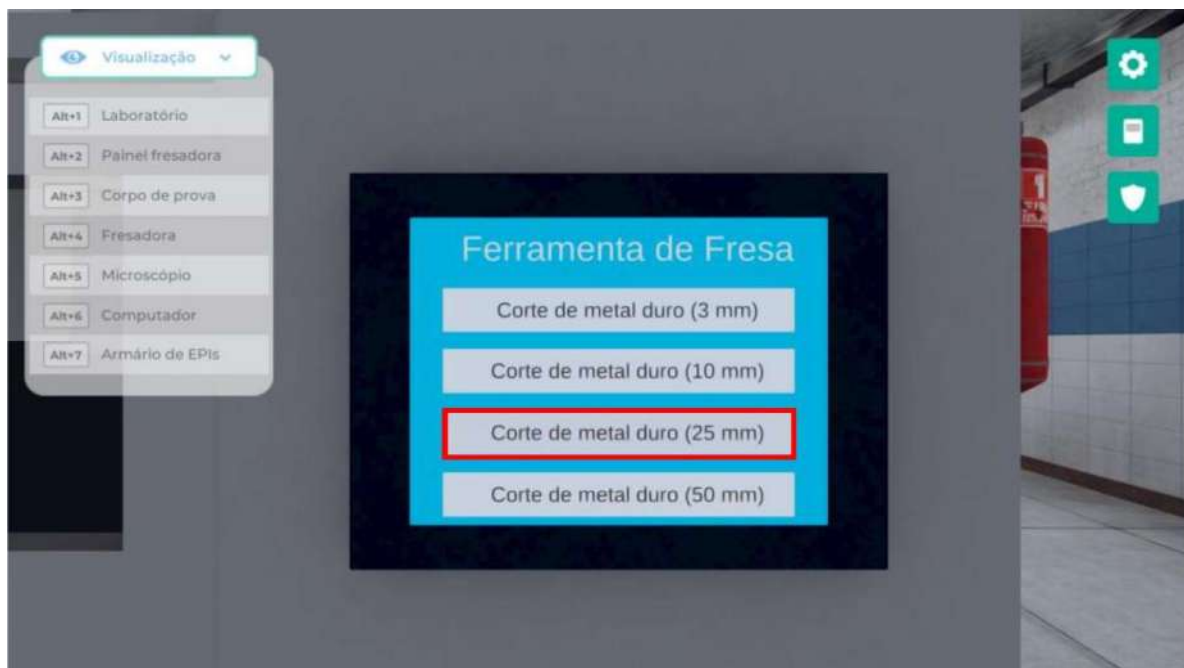 Visualização
Alt+1 Laboratório
Alt+2 Painel fresadora
Alt+3 Corpo de prova
Alt+4 Fresadora
Alt+5 Microscópio
Alt+6 Computador
Alt+7 Armário de EPIs
Ferramenta de Fresa
Corte de metal duro (3 mm)
Corte de metal duro (10 mm)
Corte de metal duro (25 mm)
Corte de metal duro (50 mm)
1